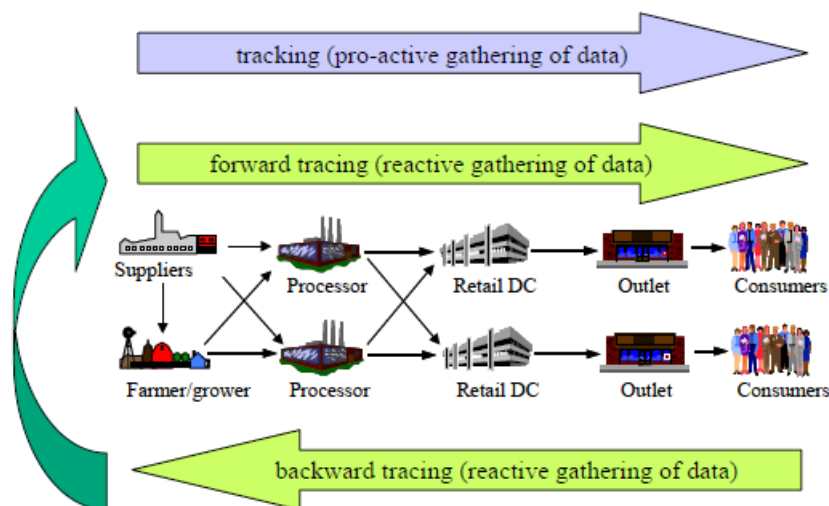 tracking (pro-active gathering of data)
forward tracing (reactive gathering of data)
Suppliers
Processor
Retail DC
Outlet
Consumers
Farmer/grower
Processor
Retail DC
Outlet
Consumers
backward tracing (reactive gathering of data)